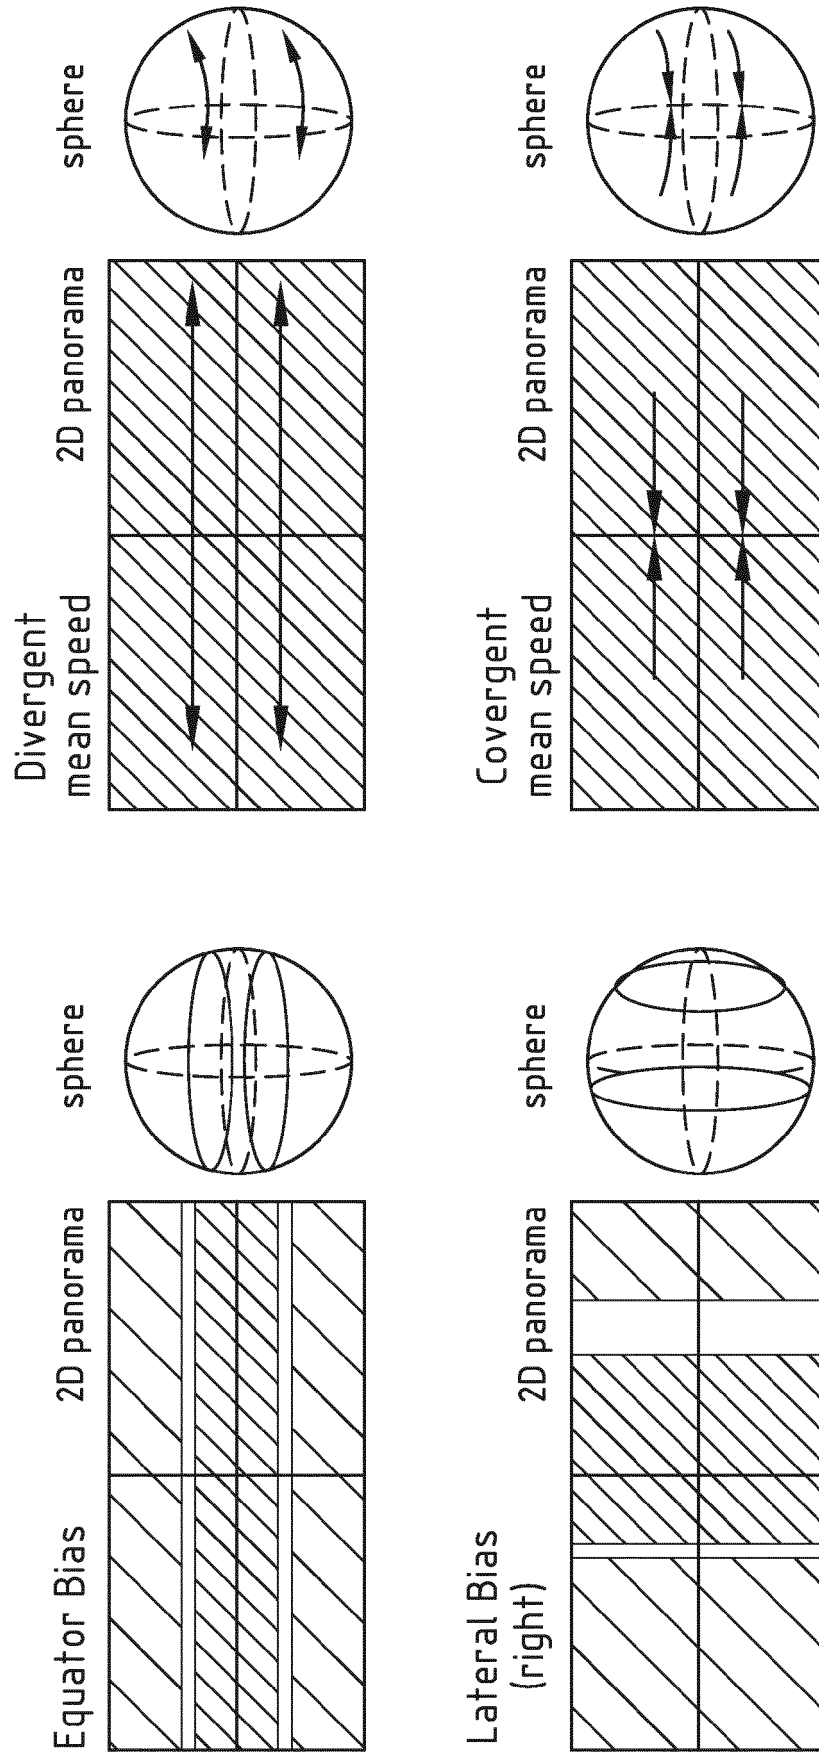 Equator Bias
2D panorama
sphere
Divergent
mean speed
2D panorama
sphere
Lateral Bias
(right)
2D panorama
sphere
Covergent
mean speed
2D panorama
sphere